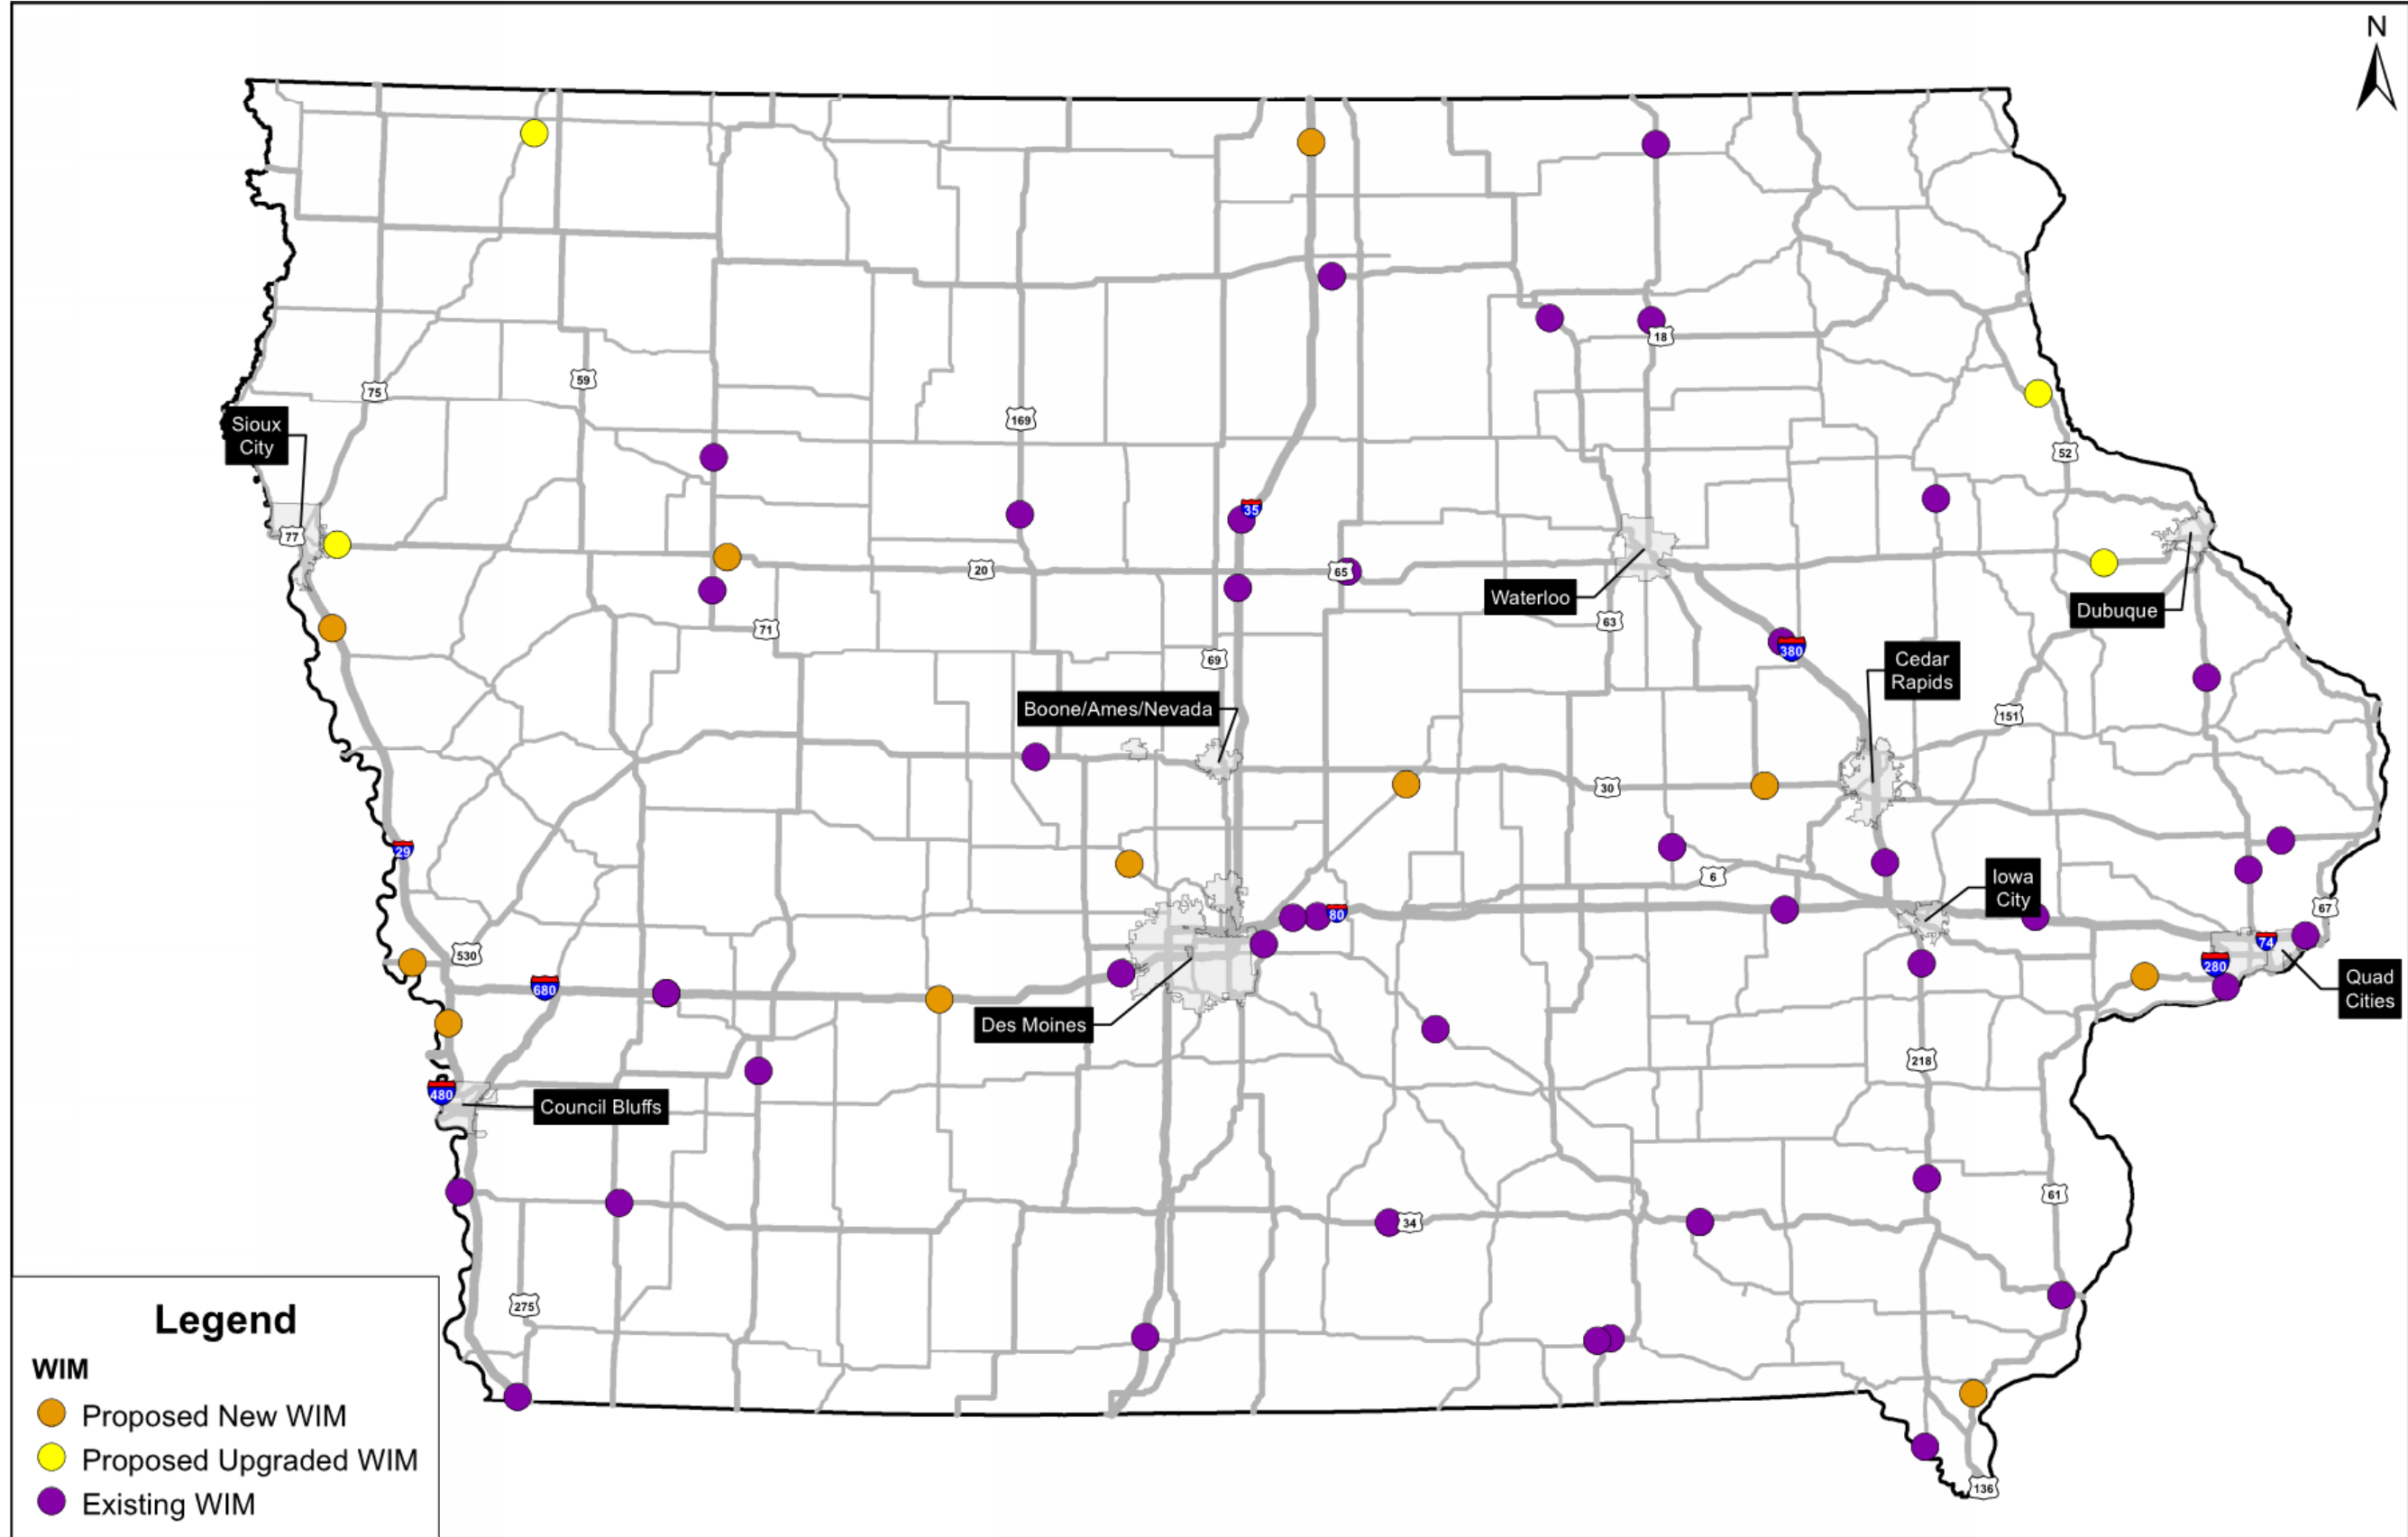 N
18
75
59
Sioux
City
169
52
35
77
20
65
Waterloo
Dubuque
63
71
69
380
Cedar
Rapids
Boone/Ames/Nevada
151
30
29
6
Iowa
City
80
67
530
74
680
280
Quad
Cities
Des Moines
218
480
Council Bluffs
61
34
275
136
Legend
WIM
Proposed New WIM
Proposed Upgraded WIM
Existing WIM